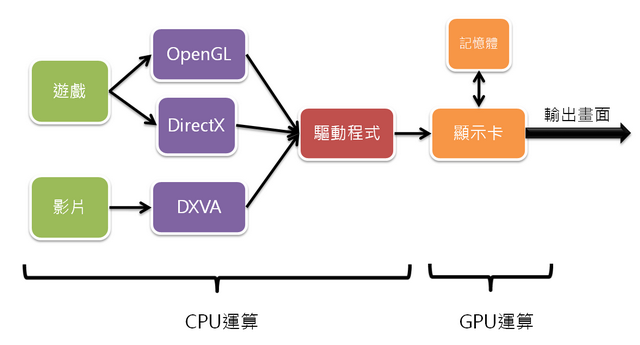 遊戲
OpenGL
DirectX
影片
DXVA
驅動程式
記憶體
顯示卡
輸出畫面
CPU運算
GPU運算